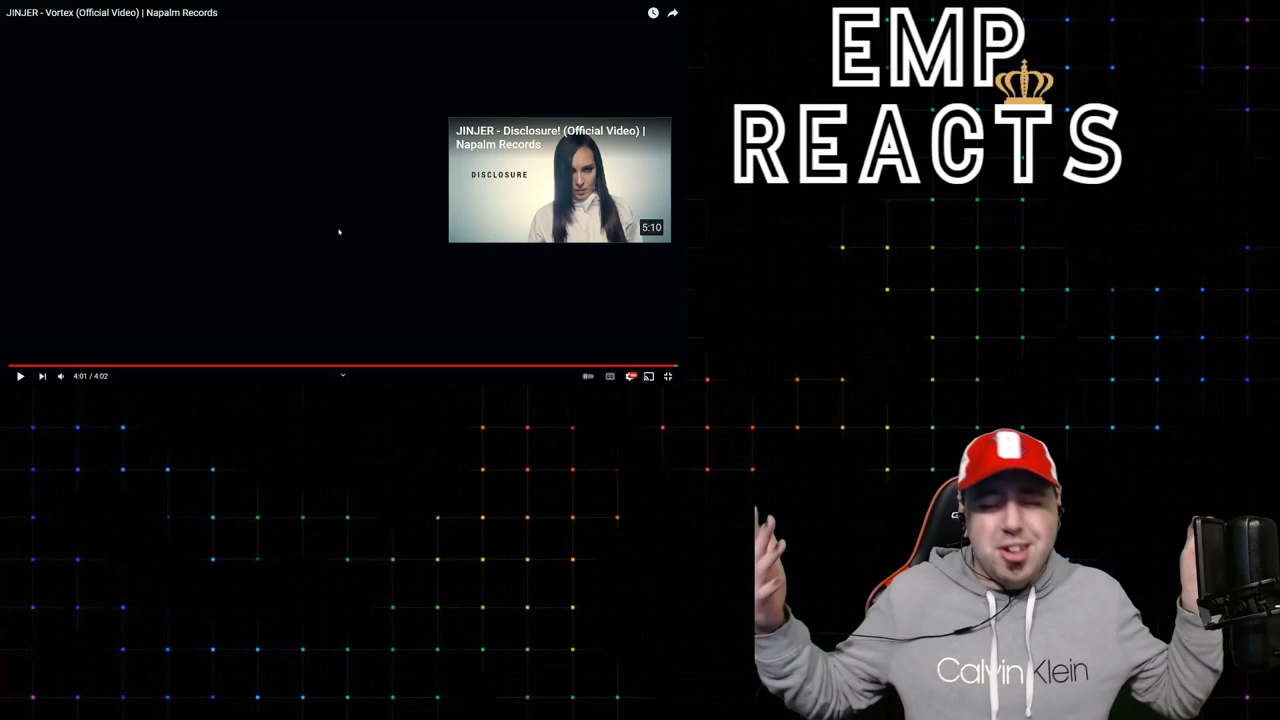 JINJER - Vortex (Official Video) | Napalm Records
JINJER - Disclosure! (Official Video) |
Napalm Records
DISCLOSURE
5:10
4:01 / 4:02
EMP
REACTS
Calvin Klein